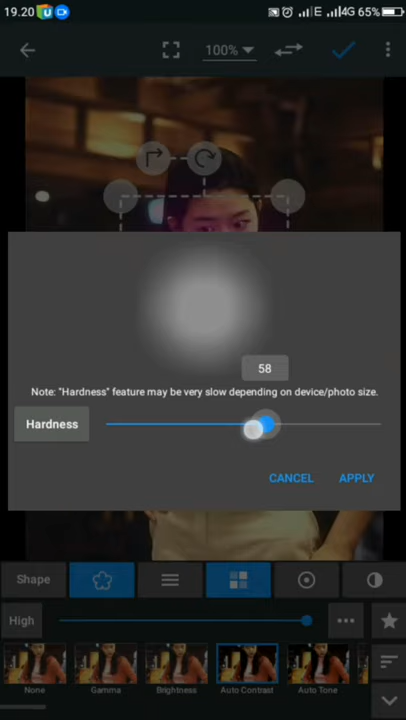 19.20 E 4G 65%
100%
58
Note: "Hardness" feature may be very slow depending on device/photo size.
Hardness
CANCEL APPLY
Shape
High
None Gamma Brightness Auto Contrast Auto Tone